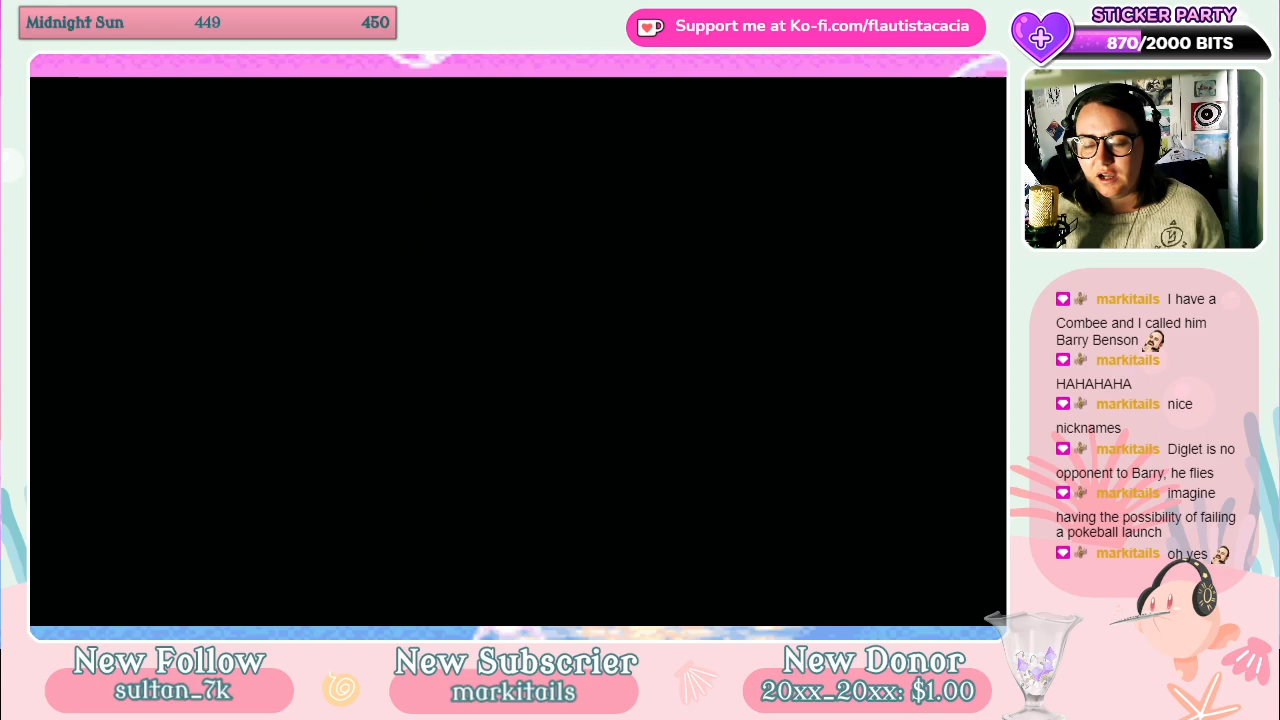 Midnight Sun 449 450
Support me at Ko-fi.com/flautistacacia
STICKER PARTY
870/2000 BITS
markitails I have a
Combee and I called him
Barry Benson
markitails
HAHAHAHA
markitails nice
nicknames
markitails Diglet is no
opponent to Barry, he flies
markitails imagine
having the possibility of failing
a pokeball launch
markitails oh yes
New Follow
sultan_7k
New Subscrier
markitails
New Donor
20xx_20xx: $1.00